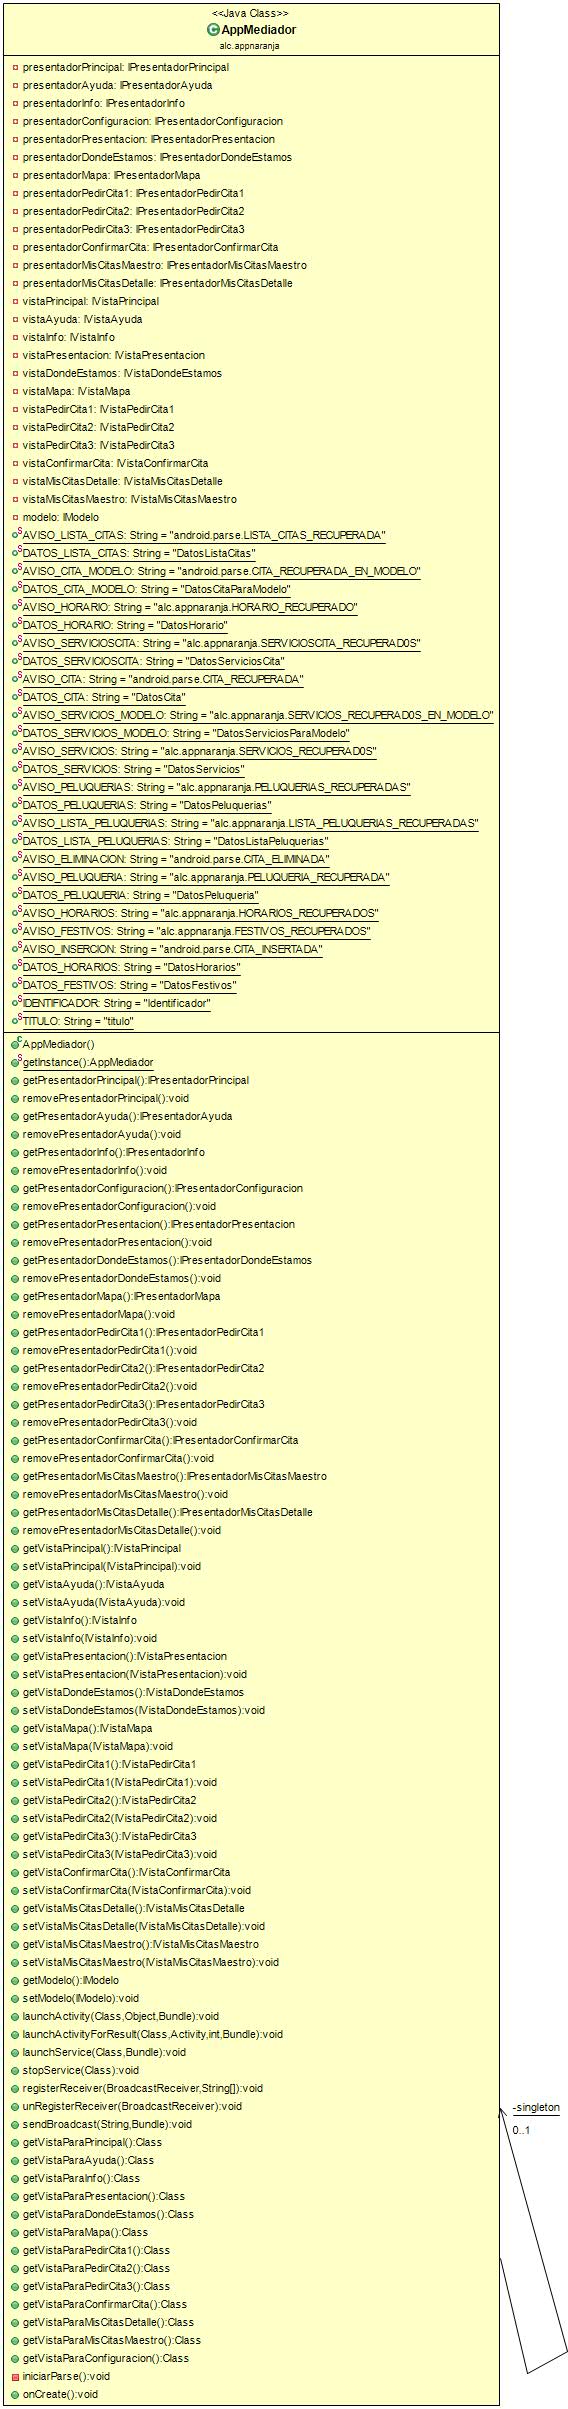 <<Java Class>>
AppMediador
alc.appnaranja
presentadorPrincipal: IPresentadorPrincipal
presentadorAyuda: IPresentadorAyuda
presentadorInfo: IPresentadorInfo
presentadorConfiguracion: IPresentadorConfiguracion
presentadorPresentacion: IPresentadorPresentacion
presentadorDondeEstamos: IPresentadorDondeEstamos
presentadorMapa: IPresentadorMapa
presentadorPedirCita1: IPresentadorPedirCita1
presentadorPedirCita2: IPresentadorPedirCita2
presentadorPedirCita3: IPresentadorPedirCita3
presentadorConfirmarCita: IPresentadorConfirmarCita
presentadorMisCitasMaestro: IPresentadorMisCitasMaestro
presentadorMisCitasDetalle: IPresentadorMisCitasDetalle
vistaPrincipal: IVistaPrincipal
vistaAyuda: IVistaAyuda
vistaInfo: IVistaInfo
vistaPresentacion: IVistaPresentacion
vistaDondeEstamos: IVistaDondeEstamos
vistaMapa: IVistaMapa
vistaPedirCita1: IVistaPedirCita1
vistaPedirCita2: IVistaPedirCita2
vistaPedirCita3: IVistaPedirCita3
vistaConfirmarCita: IVistaConfirmarCita
vistaMisCitasDetalle: IVistaMisCitasDetalle
vistaMisCitasMaestro: IVistaMisCitasMaestro
modelo: IModelo
AVISO_LISTA_CITAS: String = "android.parse.LISTA_CITAS_RECUPERADA"
DATOS_LISTA_CITAS: String = "DatosListaCitas"
AVISO_CITA_MODELO: String = "android.parse.CITA_RECUPERADA_EN_MODELO"
DATOS_CITA_MODELO: String = "DatosCitaParaModelo"
AVISO_HORARIO: String = "alc.appnaranja.HORARIO_RECUPERADO"
DATOS_HORARIO: String = "DatosHorario"
AVISO_SERVICIOSCITA: String = "alc.appnaranja.SERVICIOSCITA_RECUPERAD0S"
DATOS_SERVICIOSCITA: String = "DatosServiciosCita"
AVISO_CITA: String = "android.parse.CITA_RECUPERADA"
DATOS_CITA: String = "DatosCita"
AVISO_SERVICIOS_MODELO: String = "alc.appnaranja.SERVICIOS_RECUPERAD0S_EN_MODELO"
DATOS_SERVICIOS_MODELO: String = "DatosServiciosParaModelo"
AVISO_SERVICIOS: String = "alc.appnaranja.SERVICIOS_RECUPERAD0S"
DATOS_SERVICIOS: String = "DatosServicios"
AVISO_PELUQUERIAS: String = "alc.appnaranja.PELUQUERIAS_RECUPERADAS"
DATOS_PELUQUERIAS: String = "DatosPeluquerias"
AVISO_LISTA_PELUQUERIAS: String = "alc.appnaranja.LISTA_PELUQUERIAS_RECUPERADAS"
DATOS_LISTA_PELUQUERIAS: String = "DatosListaPeluquerias"
AVISO_ELIMINACION: String = "android.parse.CITA_ELIMINADA"
AVISO_PELUQUERIA: String = "alc.appnaranja.PELUQUERIA_RECUPERADA"
DATOS_PELUQUERIA: String = "DatosPeluqueria"
AVISO_HORARIOS: String = "alc.appnaranja.HORARIOS_RECUPERADOS"
AVISO_FESTIVOS: String = "alc.appnaranja.FESTIVOS_RECUPERADOS"
AVISO_INSERCION: String = "android.parse.CITA_INSERTADA"
DATOS_HORARIOS: String = "DatosHorarios"
DATOS_FESTIVOS: String = "DatosFestivos"
IDENTIFICADOR: String = "Identificador"
TITULO: String = "titulo"
AppMediador()
getInstance():AppMediador
getPresentadorPrincipal():IPresentadorPrincipal
removePresentadorPrincipal():void
getPresentadorAyuda():IPresentadorAyuda
removePresentadorAyuda():void
getPresentadorInfo():IPresentadorInfo
removePresentadorInfo():void
getPresentadorConfiguracion():IPresentadorConfiguracion
removePresentadorConfiguracion():void
getPresentadorPresentacion():IPresentadorPresentacion
removePresentadorPresentacion():void
getPresentadorDondeEstamos():IPresentadorDondeEstamos
removePresentadorDondeEstamos():void
getPresentadorMapa():IPresentadorMapa
removePresentadorMapa():void
getPresentadorPedirCita1():IPresentadorPedirCita1
removePresentadorPedirCita1():void
getPresentadorPedirCita2():IPresentadorPedirCita2
removePresentadorPedirCita2():void
getPresentadorPedirCita3():IPresentadorPedirCita3
removePresentadorPedirCita3():void
getPresentadorConfirmarCita():IPresentadorConfirmarCita
removePresentadorConfirmarCita():void
getPresentadorMisCitasMaestro():IPresentadorMisCitasMaestro
removePresentadorMisCitasMaestro():void
getPresentadorMisCitasDetalle():IPresentadorMisCitasDetalle
removePresentadorMisCitasDetalle():void
getVistaPrincipal():IVistaPrincipal
setVistaPrincipal(IVistaPrincipal):void
getVistaAyuda():IVistaAyuda
setVistaAyuda(IVistaAyuda):void
getVistaInfo():IVistaInfo
setVistaInfo(IVistaInfo):void
getVistaPresentacion():IVistaPresentacion
setVistaPresentacion(IVistaPresentacion):void
getVistaDondeEstamos():IVistaDondeEstamos
setVistaDondeEstamos(IVistaDondeEstamos):void
getVistaMapa():IVistaMapa
setVistaMapa(IVistaMapa):void
getVistaPedirCita1():IVistaPedirCita1
setVistaPedirCita1(IVistaPedirCita1):void
getVistaPedirCita2():IVistaPedirCita2
setVistaPedirCita2(IVistaPedirCita2):void
getVistaPedirCita3():IVistaPedirCita3
setVistaPedirCita3(IVistaPedirCita3):void
getVistaConfirmarCita():IVistaConfirmarCita
setVistaConfirmarCita(IVistaConfirmarCita):void
getVistaMisCitasDetalle():IVistaMisCitasDetalle
setVistaMisCitasDetalle(IVistaMisCitasDetalle):void
getVistaMisCitasMaestro():IVistaMisCitasMaestro
setVistaMisCitasMaestro(IVistaMisCitasMaestro):void
getModelo():IModelo
setModelo(IModelo):void
launchActivity(Class,Object,Bundle):void
launchActivityForResult(Class,Activity,int,Bundle):void
launchService(Class,Bundle):void
stopService(Class):void
registerReceiver(BroadcastReceiver,String[]):void
unRegisterReceiver(BroadcastReceiver):void
sendBroadcast(String,Bundle):void
getVistaParaPrincipal():Class
getVistaParaAyuda():Class
getVistaParaInfo():Class
getVistaParaPresentacion():Class
getVistaParaDondeEstamos():Class
getVistaParaMapa():Class
getVistaParaPedirCita1():Class
getVistaParaPedirCita2():Class
getVistaParaPedirCita3():Class
getVistaParaConfirmarCita():Class
getVistaParaMisCitasDetalle():Class
getVistaParaMisCitasMaestro():Class
getVistaParaConfiguracion():Class
iniciarParse():void
onCreate():void
-singleton
0..1